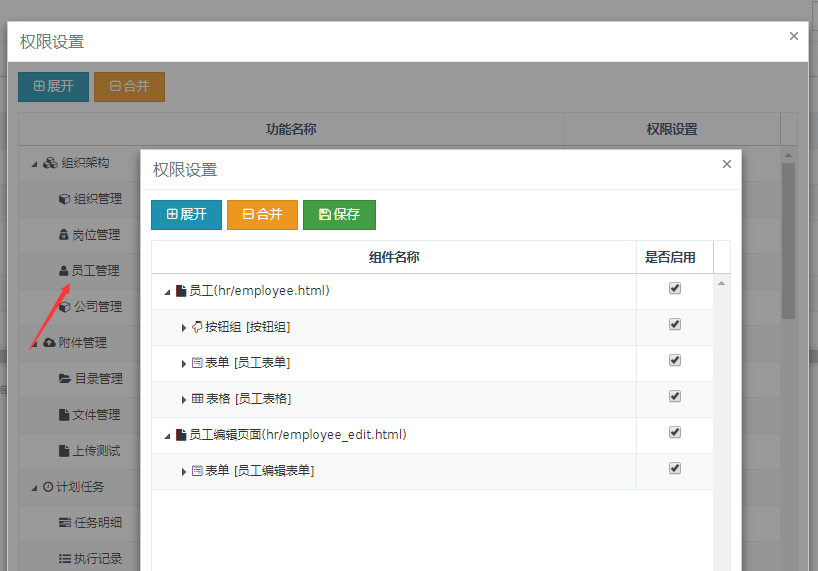 权限设置
展开 合并
功能名称 权限设置
组织架构
组织管理
岗位管理
员工管理
公司管理
附件管理
目录管理
文件管理
上传测试
计划任务
任务明细
执行记录
权限设置
展开 合并 保存
组件名称 是否启用
员工(hr/employee.html)
按钮组 [按钮组]
表单 [员工表单]
表格 [员工表格]
员工编辑页面(hr/employee_edit.html)
表单 [员工编辑表单]